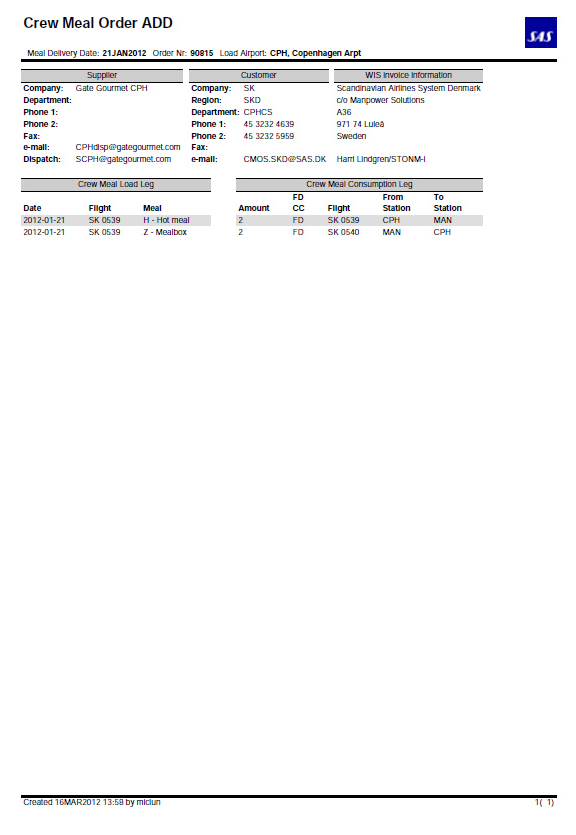 Crew Meal Order ADD
SAS
Meal Delivery Date: 21JAN2012 Order Nr: 90815 Load Airport: CPH, Copenhagen Arpt
Supplier Customer WIS Invoice Information
Company: Gate Gourmet CPH Company: SK Scandinavian Airlines System Denmark
Department: Region: SKD c/o Manpower Solutions
Phone 1: Department: CPHCS A36
Phone 2: Phone 1: 45 3232 4639 971 74 Luleå
Fax: Phone 2: 45 3232 5959 Sweden
e-mail: CPHdisp@gategourmet.com Fax:
Dispatch: SCPH@gategourmet.com e-mail: CMOS.SKD@SAS.DK Harri Lindgren/STONM-I
Crew Meal Load Leg Crew Meal Consumption Leg
FD From To
Date Flight Meal Amount CC Flight Station Station
2012-01-21 SK 0539 H - Hot meal 2 FD SK 0539 CPH MAN
2012-01-21 SK 0539 Z - Mealbox 2 FD SK 0540 MAN CPH
Created 16MAR2012 13:58 by miclun 1( 1)